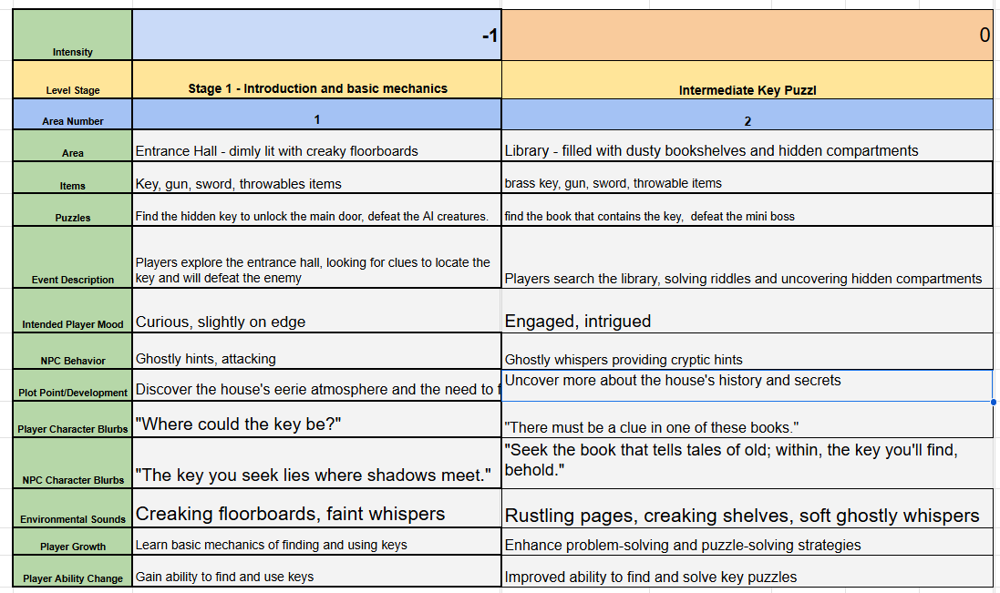 Intensity -1 0
Level Stage Stage 1 - Introduction and basic mechanics Intermediate Key Puzzl
Area Number 1 2
Area Entrance Hall - dimly lit with creaky floorboards Library - filled with dusty bookshelves and hidden compartments
Items Key, gun, sword, throwables items brass key, gun, sword, throwable items
Puzzles Find the hidden key to unlock the main door, defeat the AI creatures. find the book that contains the key, defeat the mini boss
Event Description Players explore the entrance hall, looking for clues to locate the
key and will defeat the enemy Players search the library, solving riddles and uncovering hidden compartments
Intended Player Mood Curious, slightly on edge Engaged, intrigued
NPC Behavior Ghostly hints, attacking Ghostly whispers providing cryptic hints
Plot Point/Development Discover the house's eerie atmosphere and the need to f Uncover more about the house's history and secrets
Player Character Blurbs "Where could the key be?" "There must be a clue in one of these books."
NPC Character Blurbs "The key you seek lies where shadows meet." "Seek the book that tells tales of old; within, the key you'll find,
behold."
Environmental Sounds Creaking floorboards, faint whispers Rustling pages, creaking shelves, soft ghostly whispers
Player Growth Learn basic mechanics of finding and using keys Enhance problem-solving and puzzle-solving strategies
Player Ability Change Gain ability to find and use keys Improved ability to find and solve key puzzles